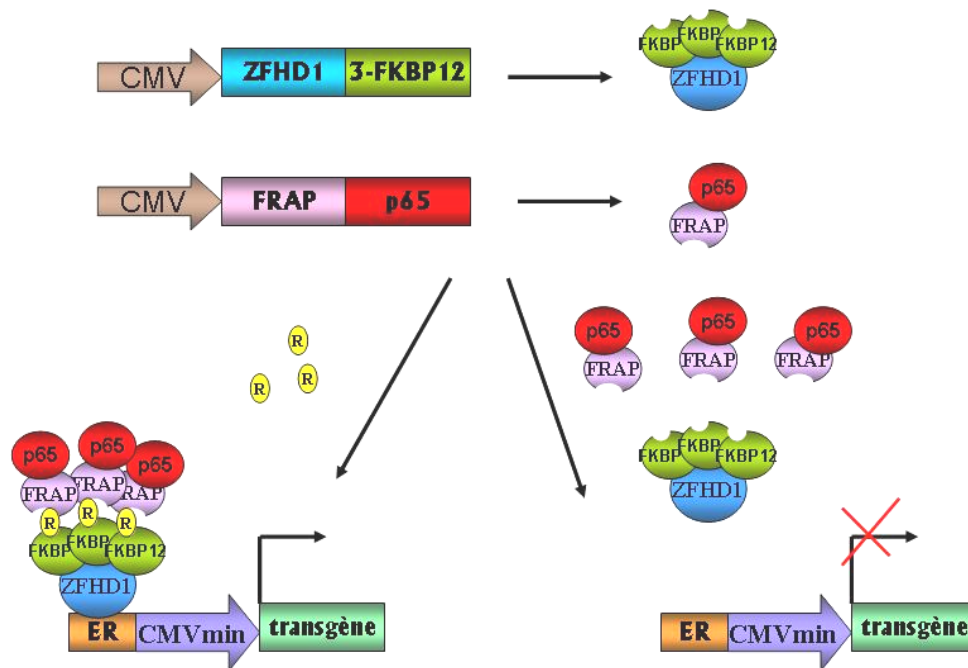 CMV ZFHD1 3-FKBP12
FKBP FKBP FKBP12
ZFHD1
CMV FRAP p65
p65
FRAP
p65 p65 p65
FRAP FRAP FRAP
R
R R
p65 p65 p65
FRAP FRAP RAP
R R R
FKBP FKBP FKBP12
ZFHD1
ER CMVmin transgène
FKBP FKBP FKBP12
ZFHD1
ER CMVmin transgène